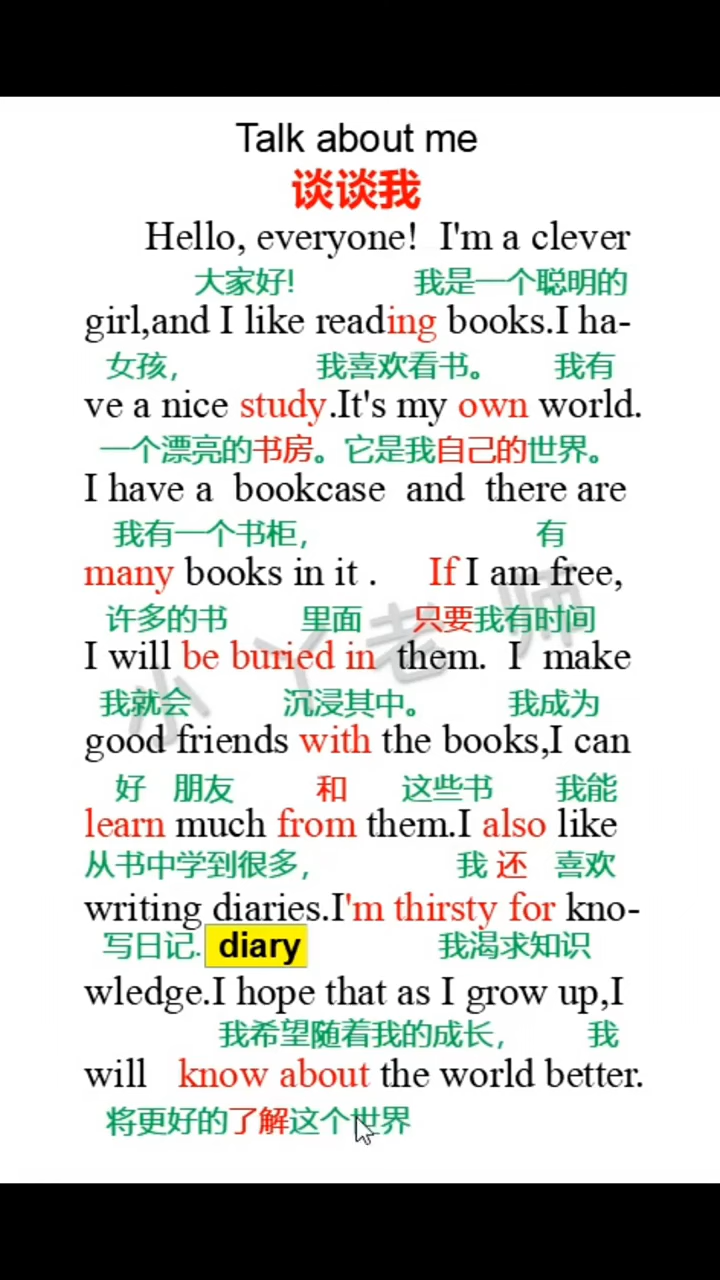 Talk about me
谈谈我
Hello, everyone!  I'm a clever
大家好!  我是一个聪明的
girl,and I like reading books.I ha-
女孩,  我喜欢看书。  我有
ve a nice study.It's my own world.
一个漂亮的书房。它是我自己的世界。
I have a  bookcase  and  there are
我有一个书柜,  有
many books in it .  If I am free,
许多的书  里面  只要我有时间
I will be buried in  them.  I  make
我就会  沉浸其中。  我成为
good friends with the books,I can
好  朋友  和  这些书  我能
learn much from them.I also like
从书中学到很多,  我 还  喜欢
writing diaries.I'm thirsty for kno-
写日记. diary  我渴求知识
wledge.I hope that as I grow up,I
我希望随着我的成长,  我
will  know about the world better.
将更好的了解这个世界
小丫老师